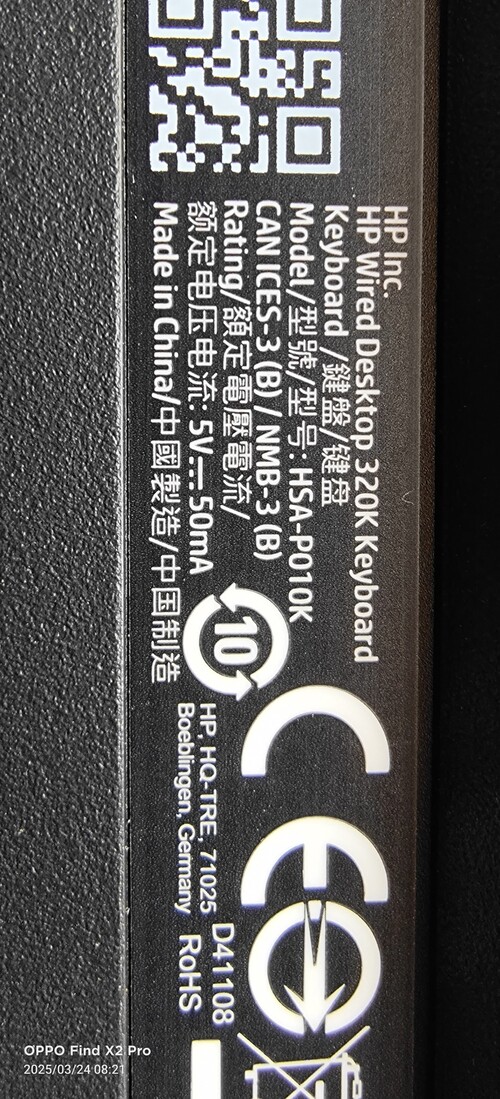 HP Inc.
HP Wired Desktop 320K Keyboard
Keyboard /鍵盤/键盘
Model/型號/型号: HSA-P010K
CAN ICES-3 (B) / NMB-3 (B)
Rating/額定電壓電流/
额定电压电流: 5V⎓50mA
Made in China/中國製造/中国制造
10
HP, HQ-TRE, 71025
Boeblingen, Germany
CE
D41108
RoHS
OPPO Find X2 Pro
2025/03/24 08:21